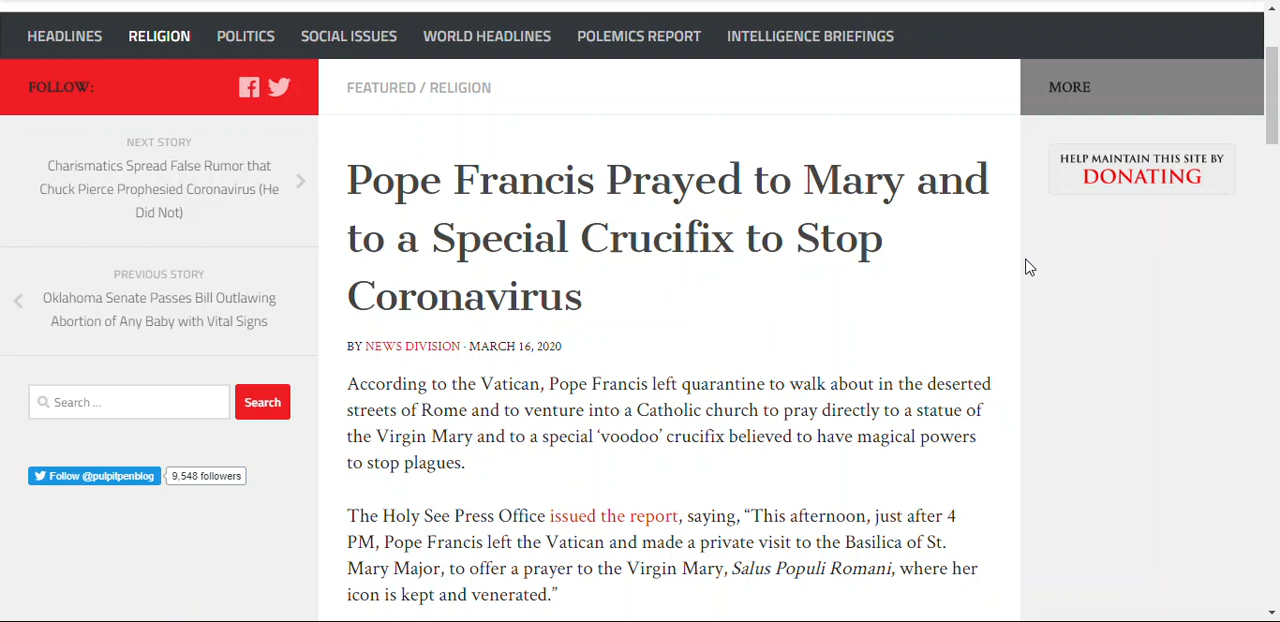 HEADLINES RELIGION POLITICS SOCIAL ISSUES WORLD HEADLINES POLEMICS REPORT INTELLIGENCE BRIEFINGS
FOLLOW:
NEXT STORY
Charismatics Spread False Rumor that
Chuck Pierce Prophesied Coronavirus (He
Did Not)
PREVIOUS STORY
Oklahoma Senate Passes Bill Outlawing
Abortion of Any Baby with Vital Signs
Search ... Search
Follow @pulpitpenblog 9,548 followers
FEATURED / RELIGION
Pope Francis Prayed to Mary and
to a Special Crucifix to Stop
Coronavirus
BY NEWS DIVISION · MARCH 16, 2020
According to the Vatican, Pope Francis left quarantine to walk about in the deserted
streets of Rome and to venture into a Catholic church to pray directly to a statue of
the Virgin Mary and to a special ‘voodoo’ crucifix believed to have magical powers
to stop plagues.
The Holy See Press Office issued the report, saying, “This afternoon, just after 4
PM, Pope Francis left the Vatican and made a private visit to the Basilica of St.
Mary Major, to offer a prayer to the Virgin Mary, Salus Populi Romani, where her
icon is kept and venerated.”
MORE
HELP MAINTAIN THIS SITE BY
DONATING